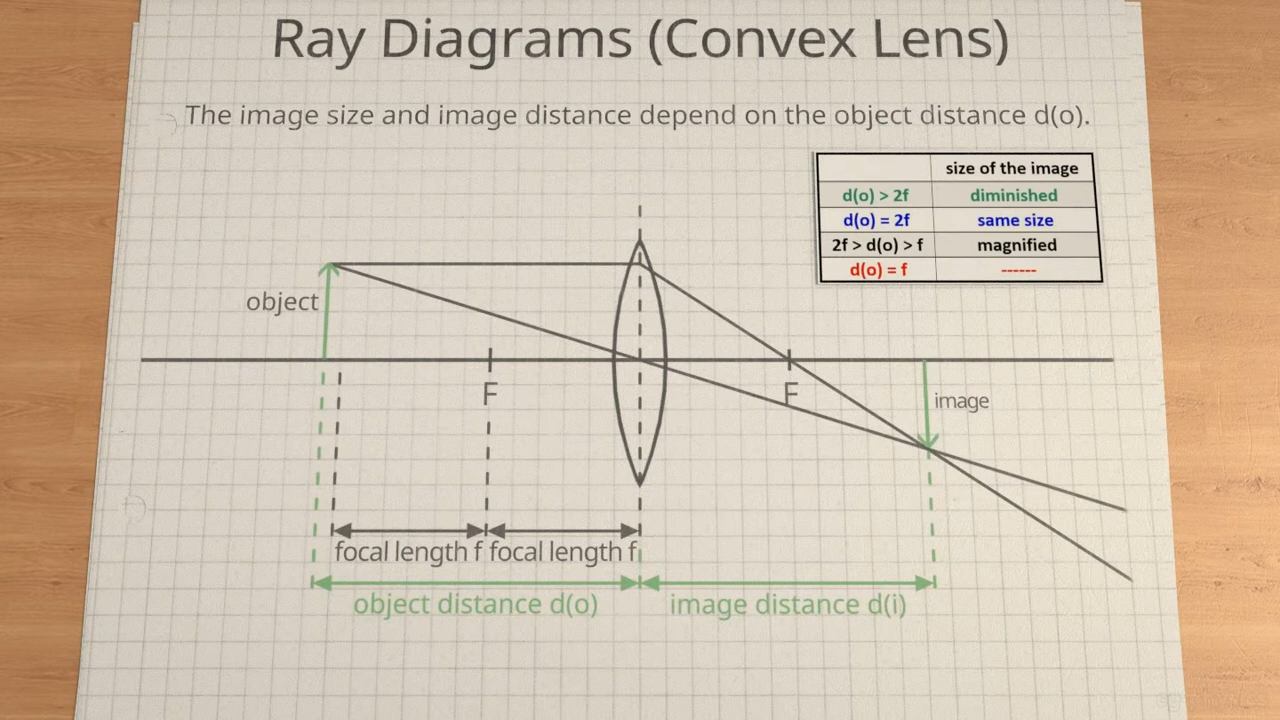 Ray Diagrams (Convex Lens)
The image size and image distance depend on the object distance d(o).
size of the image
d(o) > 2f diminished
d(o) = 2f same size
2f > d(o) > f magnified
d(o) = f ------
object
F
F
image
focal length f focal length f
object distance d(o) image distance d(i)